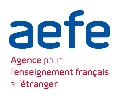 aefe
Agence pour
l'enseignement français
à l'étranger